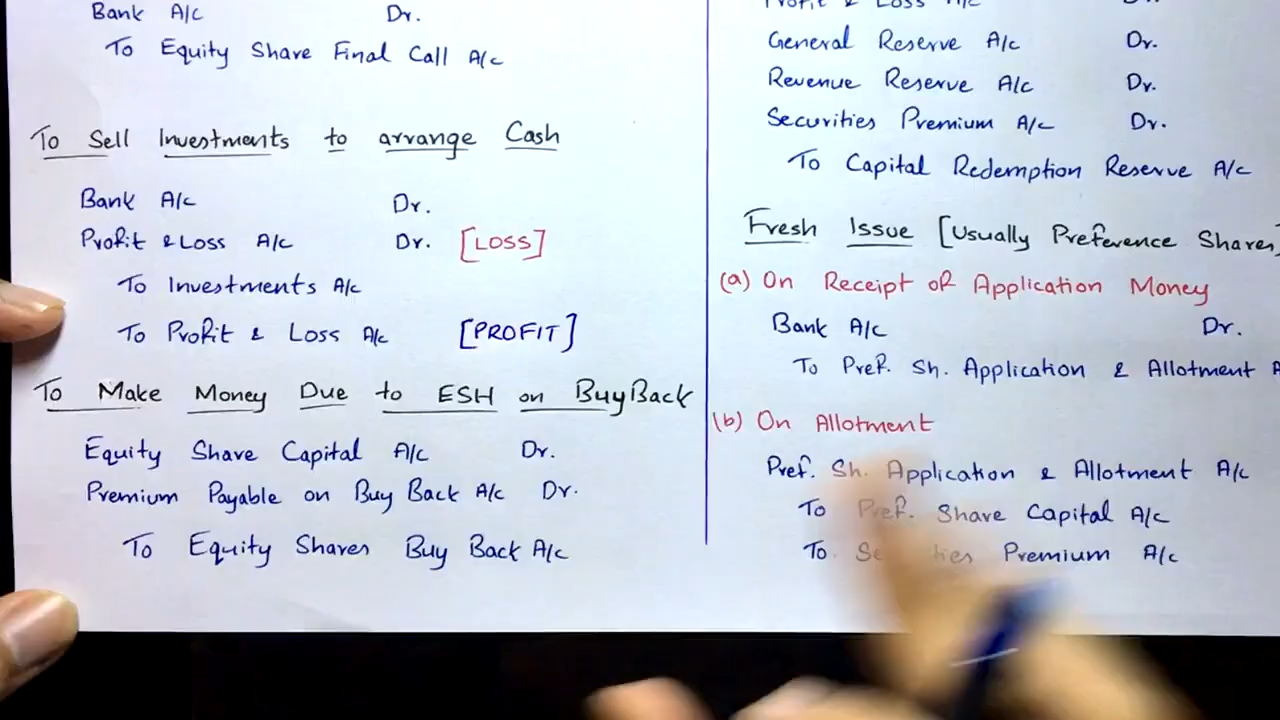 Bank A/c Dr.
To Equity Share Final Call A/c
To Sell Investments to arrange Cash
Bank A/c Dr.
Profit & Loss A/c Dr. [LOSS]
To Investments A/c
To Profit & Loss A/c [PROFIT]
To Make Money Due to ESH on BuyBack
Equity Share Capital A/c Dr.
Premium Payable on Buy Back A/c Dr.
To Equity Shares Buy Back A/c
Profit & Loss A/c Dr.
General Reserve A/c Dr.
Revenue Reserve A/c Dr.
Securities Premium A/c Dr.
To Capital Redemption Reserve A/c
Fresh Issue [Usually Preference Shares]
(a) On Receipt of Application Money
Bank A/c Dr.
To Pref. Sh. Application & Allotment
(b) On Allotment
Pref. Sh. Application & Allotment A/c
To Pref. Share Capital A/c
To Securities Premium A/c